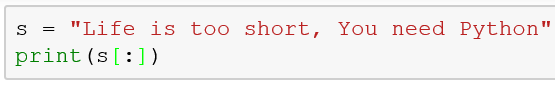 s = "Life is too short, You need Python"
print(s[:])